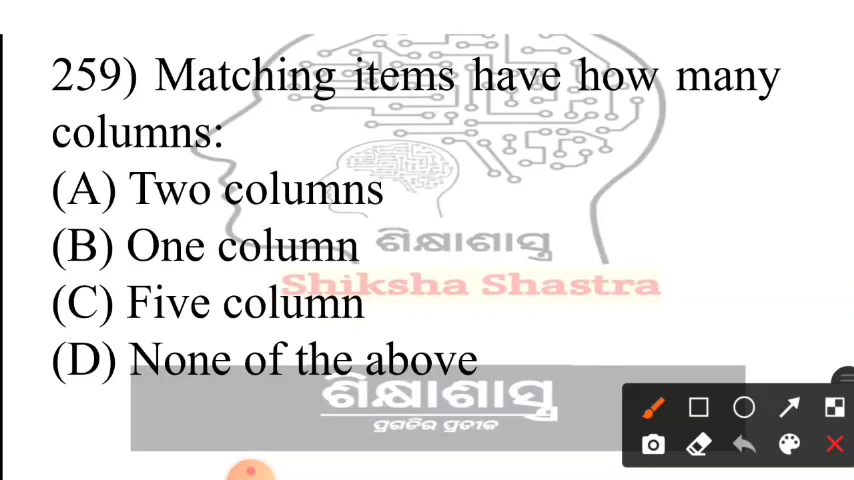 259) Matching items have how many
columns:
(A) Two columns
(B) One column
ଶିକ୍ଷାଶାସ୍ତ୍ର
Shiksha Shastra
(C) Five column
(D) None of the above
ଶିକ୍ଷାଶାସ୍ତ୍ର
ପ୍ରଗତିର ପ୍ରତୀକ